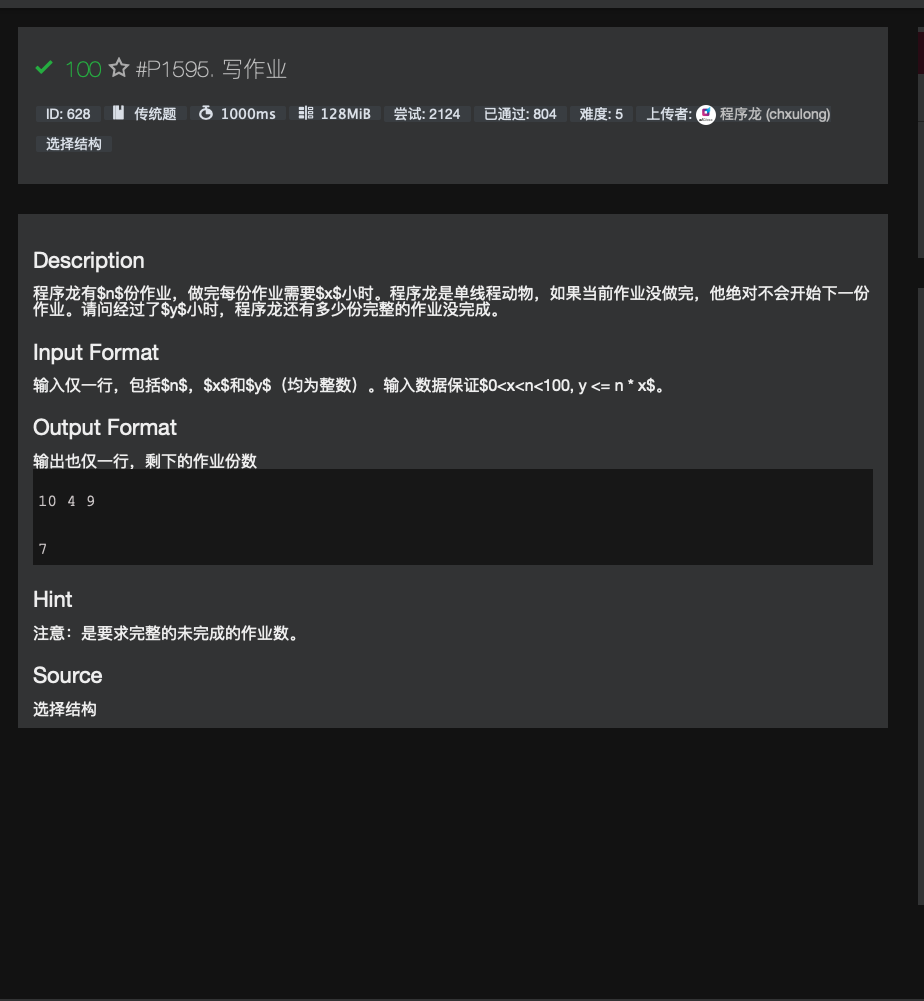 100 #P1595. 写作业
ID: 628 传统题 1000ms 128MiB 尝试: 2124 已通过: 804 难度: 5 上传者: 程序龙 (chxulong)
选择结构
Description
程序龙有$n$份作业，做完每份作业需要$x$小时。程序龙是单线程动物，如果当前作业没做完，他绝对不会开始下一份
作业。请问经过了$y$小时，程序龙还有多少份完整的作业没完成。
Input Format
输入仅一行，包括$n$，$x$和$y$（均为整数）。输入数据保证$0<x<n<100, y <= n * x$。
Output Format
输出也仅一行，剩下的作业份数
10 4 9
7
Hint
注意：是要求完整的未完成的作业数。
Source
选择结构